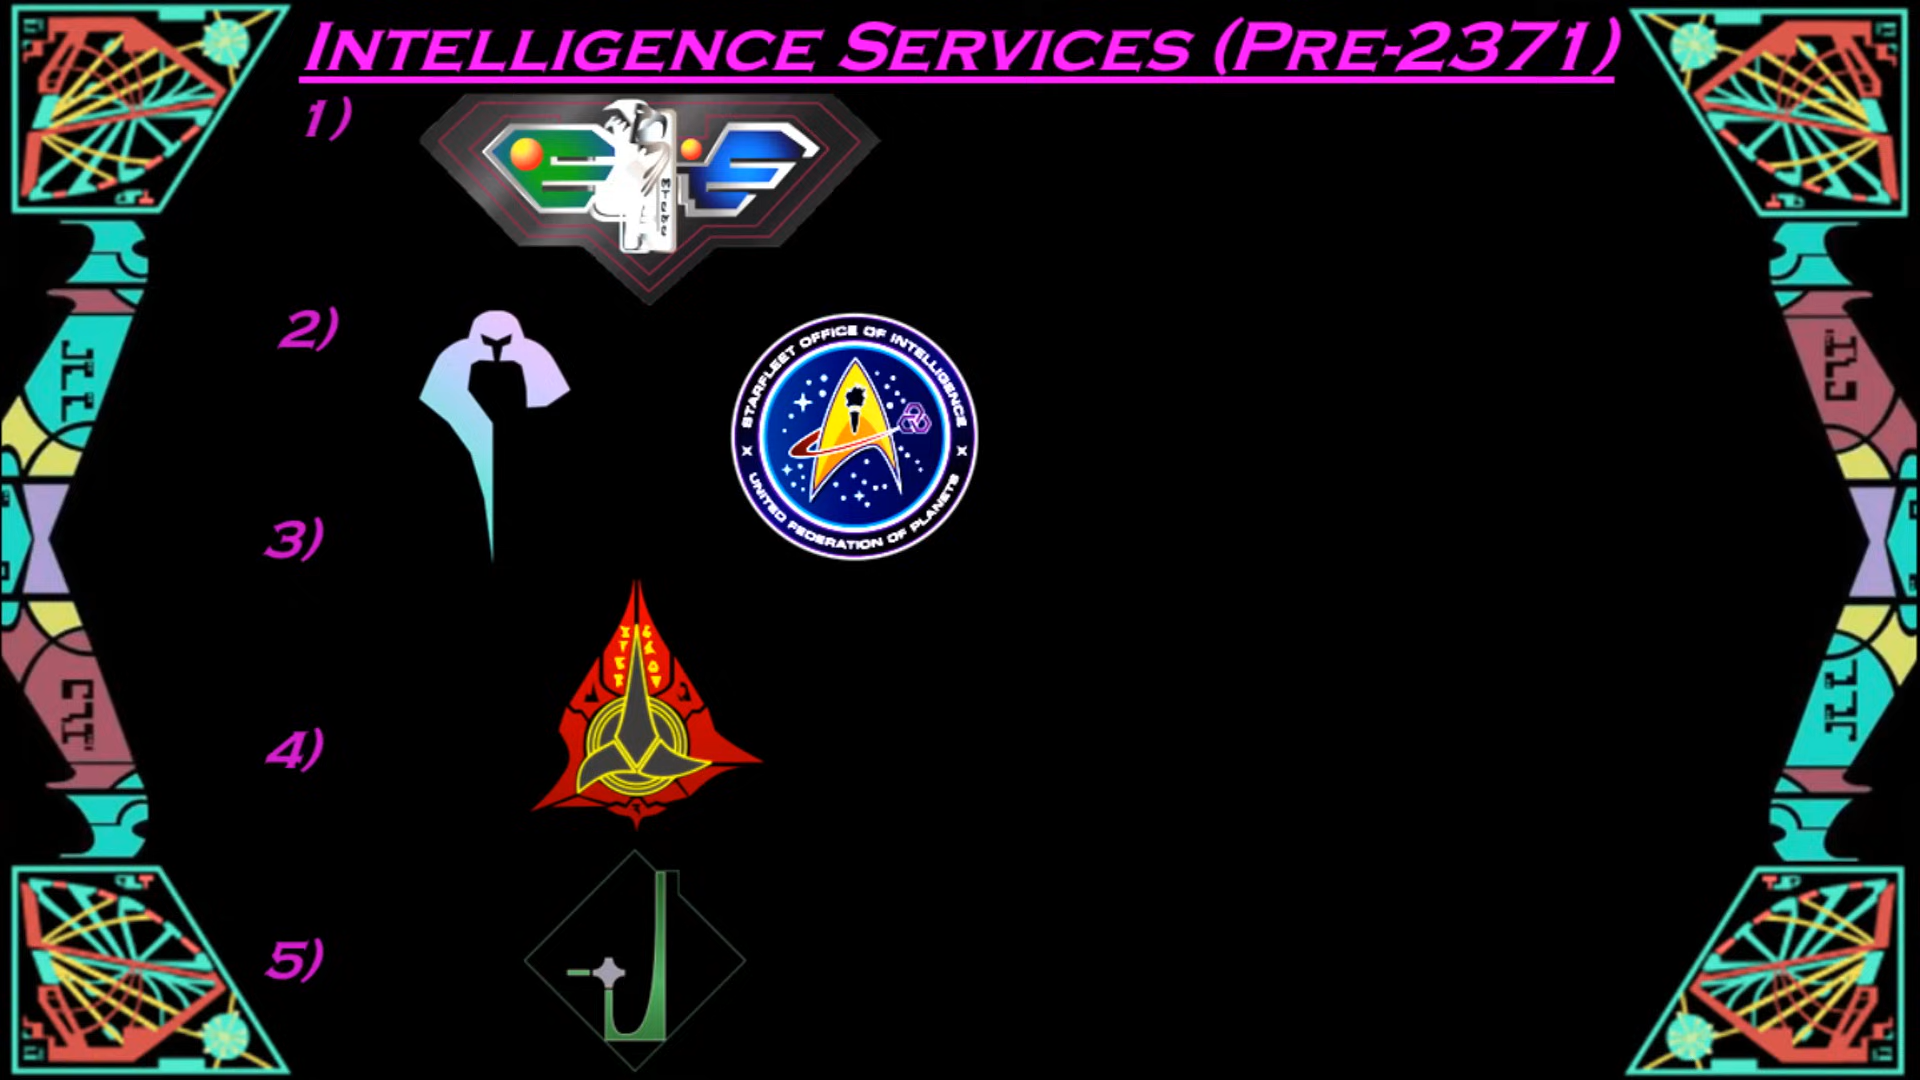 Intelligence Services (Pre-2371)
1)
2)
STARFLEET OFFICE OF INTELLIGENCE
UNITED FEDERATION OF PLANETS
3)
4)
5)